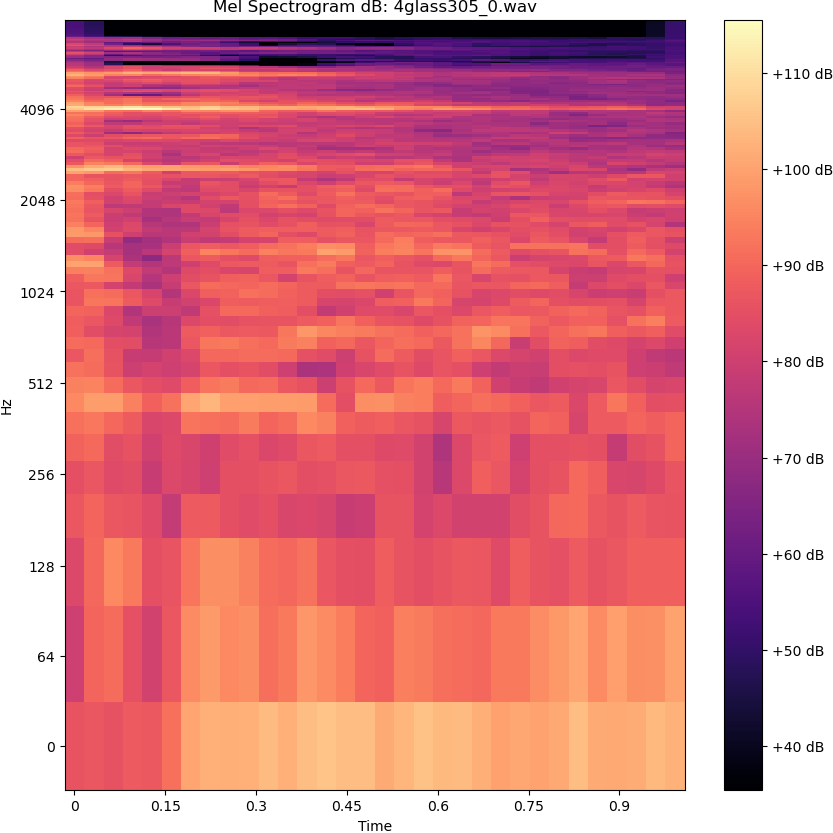 Mel Spectrogram dB: 4glass305_0.wav
4096
2048
1024
512
256
128
64
0
Hz
0
0.15
0.3
0.45
0.6
0.75
0.9
Time
+110 dB
+100 dB
+90 dB
+80 dB
+70 dB
+60 dB
+50 dB
+40 dB